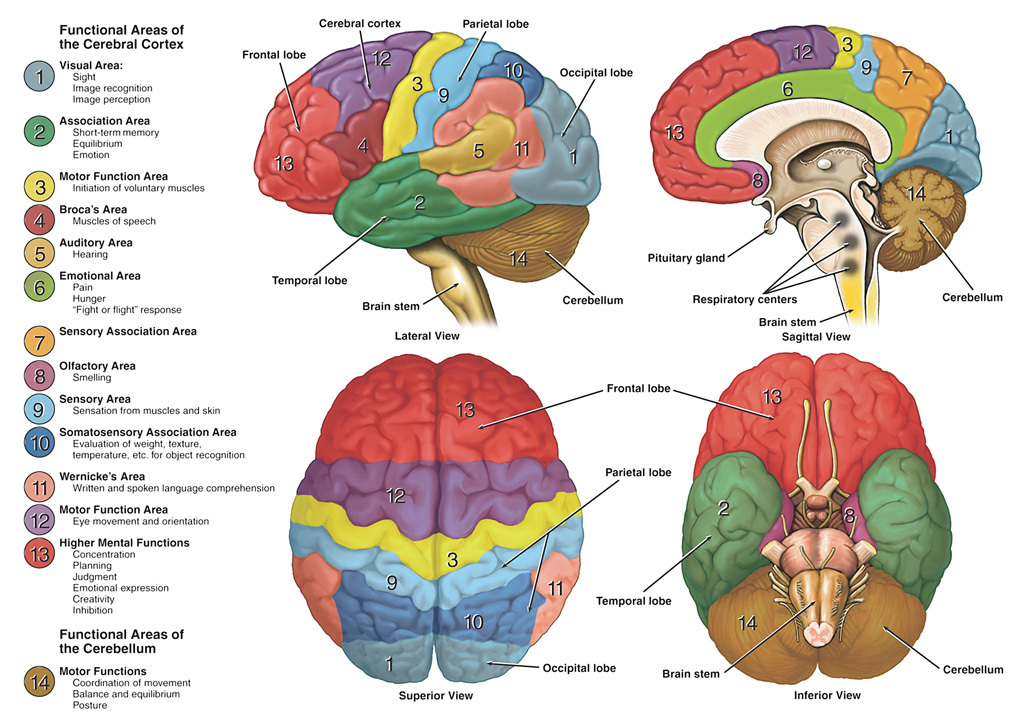 Functional Areas of
the Cerebral Cortex
1
Visual Area:
Sight
Image recognition
Image perception
2
Association Area
Short-term memory
Equilibrium
Emotion
3
Motor Function Area
Initiation of voluntary muscles
4
Broca's Area
Muscles of speech
5
Auditory Area
Hearing
6
Emotional Area
Pain
Hunger
"Fight or flight" response
7
Sensory Association Area
8
Olfactory Area
Smelling
9
Sensory Area
Sensation from muscles and skin
10
Somatosensory Association Area
Evaluation of weight, texture,
temperature, etc. for object recognition
11
Wernicke's Area
Written and spoken language comprehension
12
Motor Function Area
Eye movement and orientation
13
Higher Mental Functions
Concentration
Planning
Judgment
Emotional expression
Creativity
Inhibition
Functional Areas of
the Cerebellum
14
Motor Functions
Coordination of movement
Balance and equilibrium
Posture
Cerebral cortex
Parietal lobe
Frontal lobe
Occipital lobe
12
3
10
9
13
4
5
11
1
2
14
Temporal lobe
Brain stem
Cerebellum
Lateral View
12
3
9
7
6
13
1
8
14
Pituitary gland
Respiratory centers
Cerebellum
Brain stem
Sagittal View
13
12
3
9
11
10
1
Frontal lobe
Parietal lobe
Temporal lobe
Occipital lobe
Superior View
13
2
8
14
Brain stem
Cerebellum
Inferior View